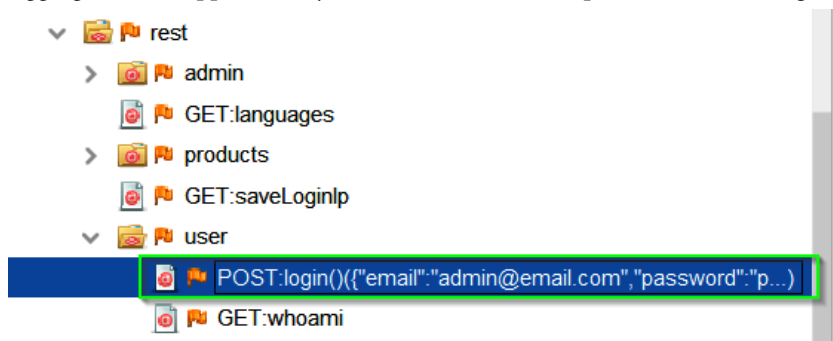 rest
admin
GET:languages
products
GET:saveLoginIp
user
POST:login()({"email":"admin@email.com","password":"p...)
GET:whoami